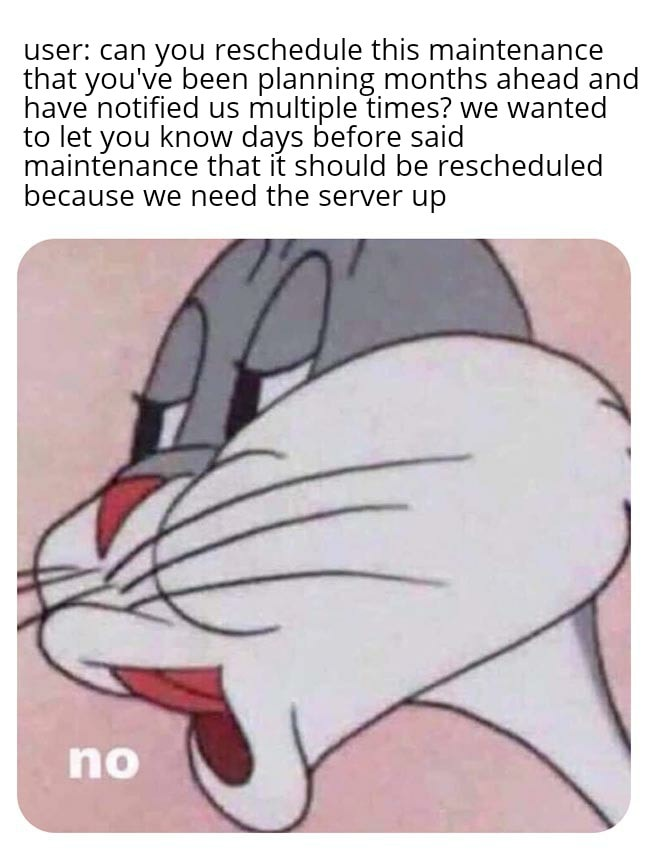 user: can you reschedule this maintenance
that you've been planning months ahead and
have notified us multiple times? we wanted
to let you know days before said
maintenance that it should be rescheduled
because we need the server up
no